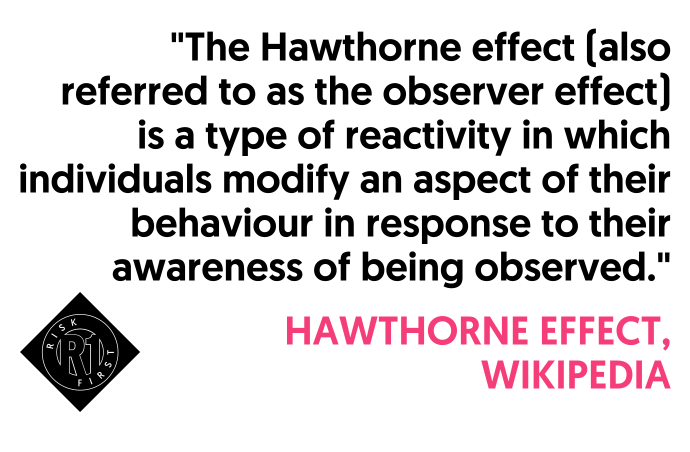 "The Hawthorne effect (also
referred to as the observer effect)
is a type of reactivity in which
individuals modify an aspect of their
behaviour in response to their
awareness of being observed."
HAWTHORNE EFFECT,
WIKIPEDIA
RISK
R1
FIRST